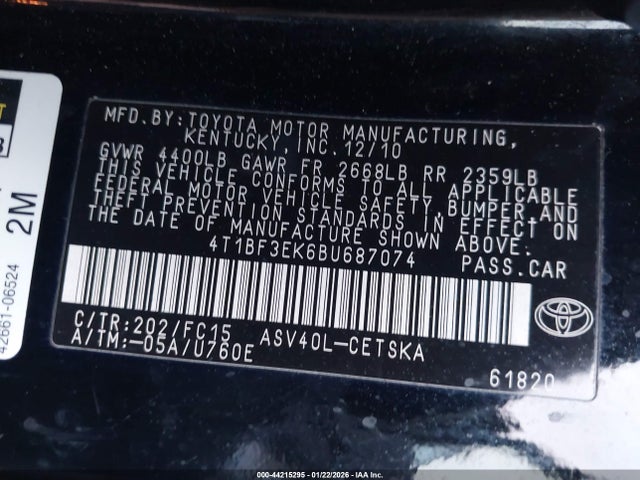 MFD.BY:TOYOTA MOTOR MANUFACTURING,
KENTUCKY,INC.12/10
GVWR 4400LB GAWR FR 2668LB RR 2359LB
THIS VEHICLE CONFORMS TO ALL APPLICABLE
FEDERAL MOTOR VEHICLE SAFETY,BUMPER,AND
THEFT PREVENTION STANDARDS IN EFFECT ON
THE DATE OF MANUFACTURE SHOWN ABOVE.
4T1BF3EK6BU687074 PASS.CAR
C/TR:202/FC15 ASV40L-CETSKA
A/TM:-05A/U760E
61820
2M
42661-06524
000-44215295 - 01/22/2026 - IAA Inc.